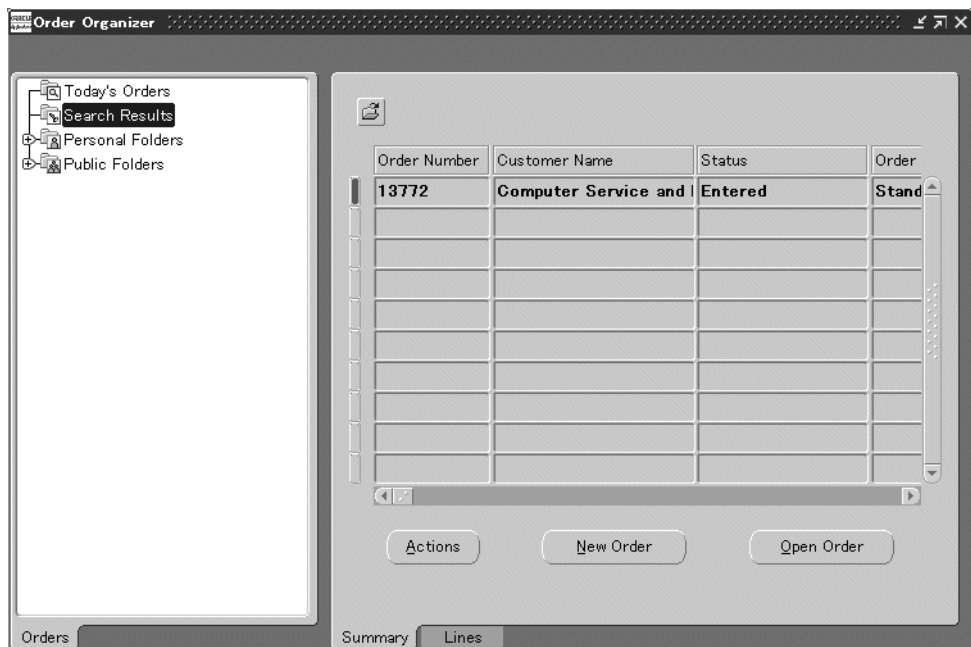 Order Organizer
Today's Orders
Search Results
Personal Folders
Public Folders
Order Number Customer Name Status Order
13772 Computer Service and Entered Stand
Actions New Order Open Order
Orders Summary Lines